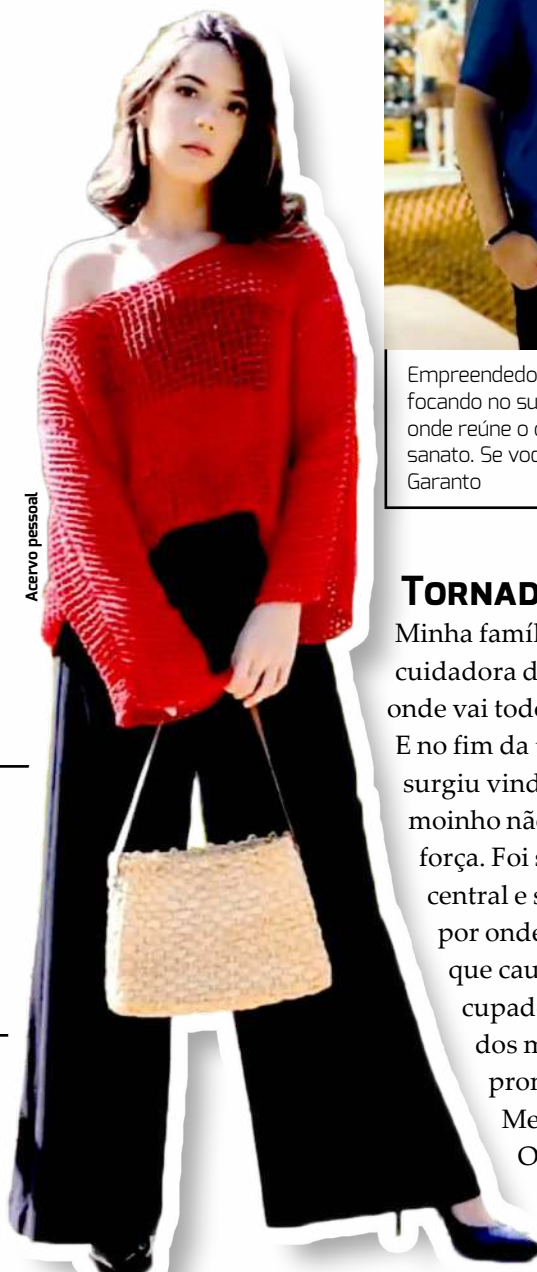 Acervo pessoal
Empreendedo
focando no su
onde reúne o
sanato. Se voc
Garanto
TORNAD
Minha famíl
cuidadora d
onde vai tod
E no fim da
surgiu vind
moinho nã
força. Foi s
central e s
por onde
que cau
cupad
dos m
pron
Me
O